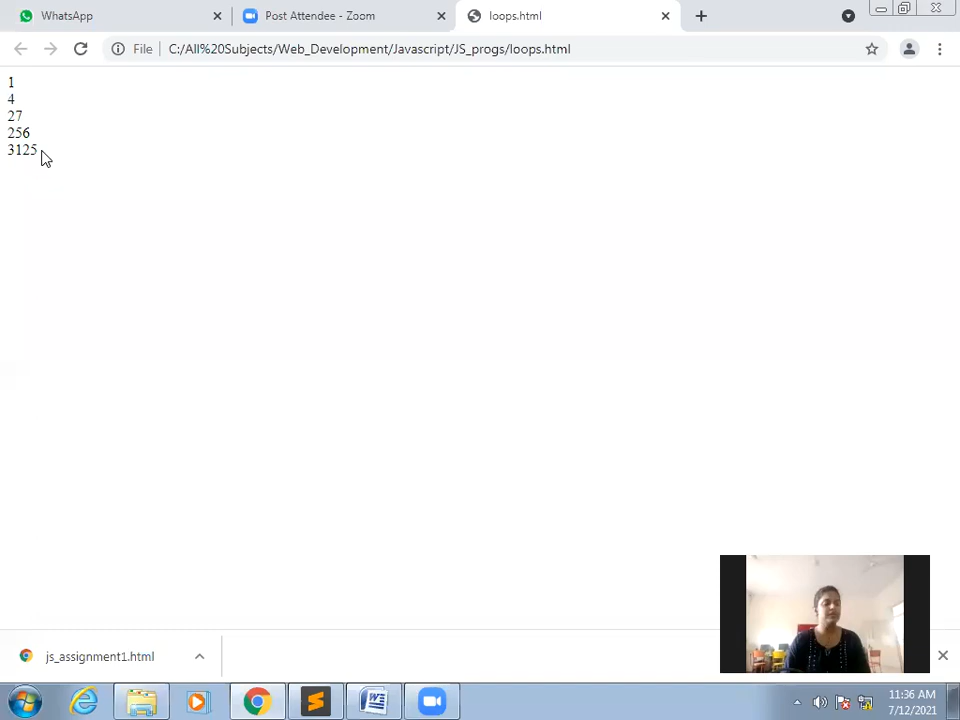 WhatsApp
Post Attendee - Zoom
loops.html
File
C:/All%20Subjects/Web_Development/Javascript/JS_progs/loops.html
1
4
27
256
3125
js_assignment1.html
11:36 AM
7/12/2021